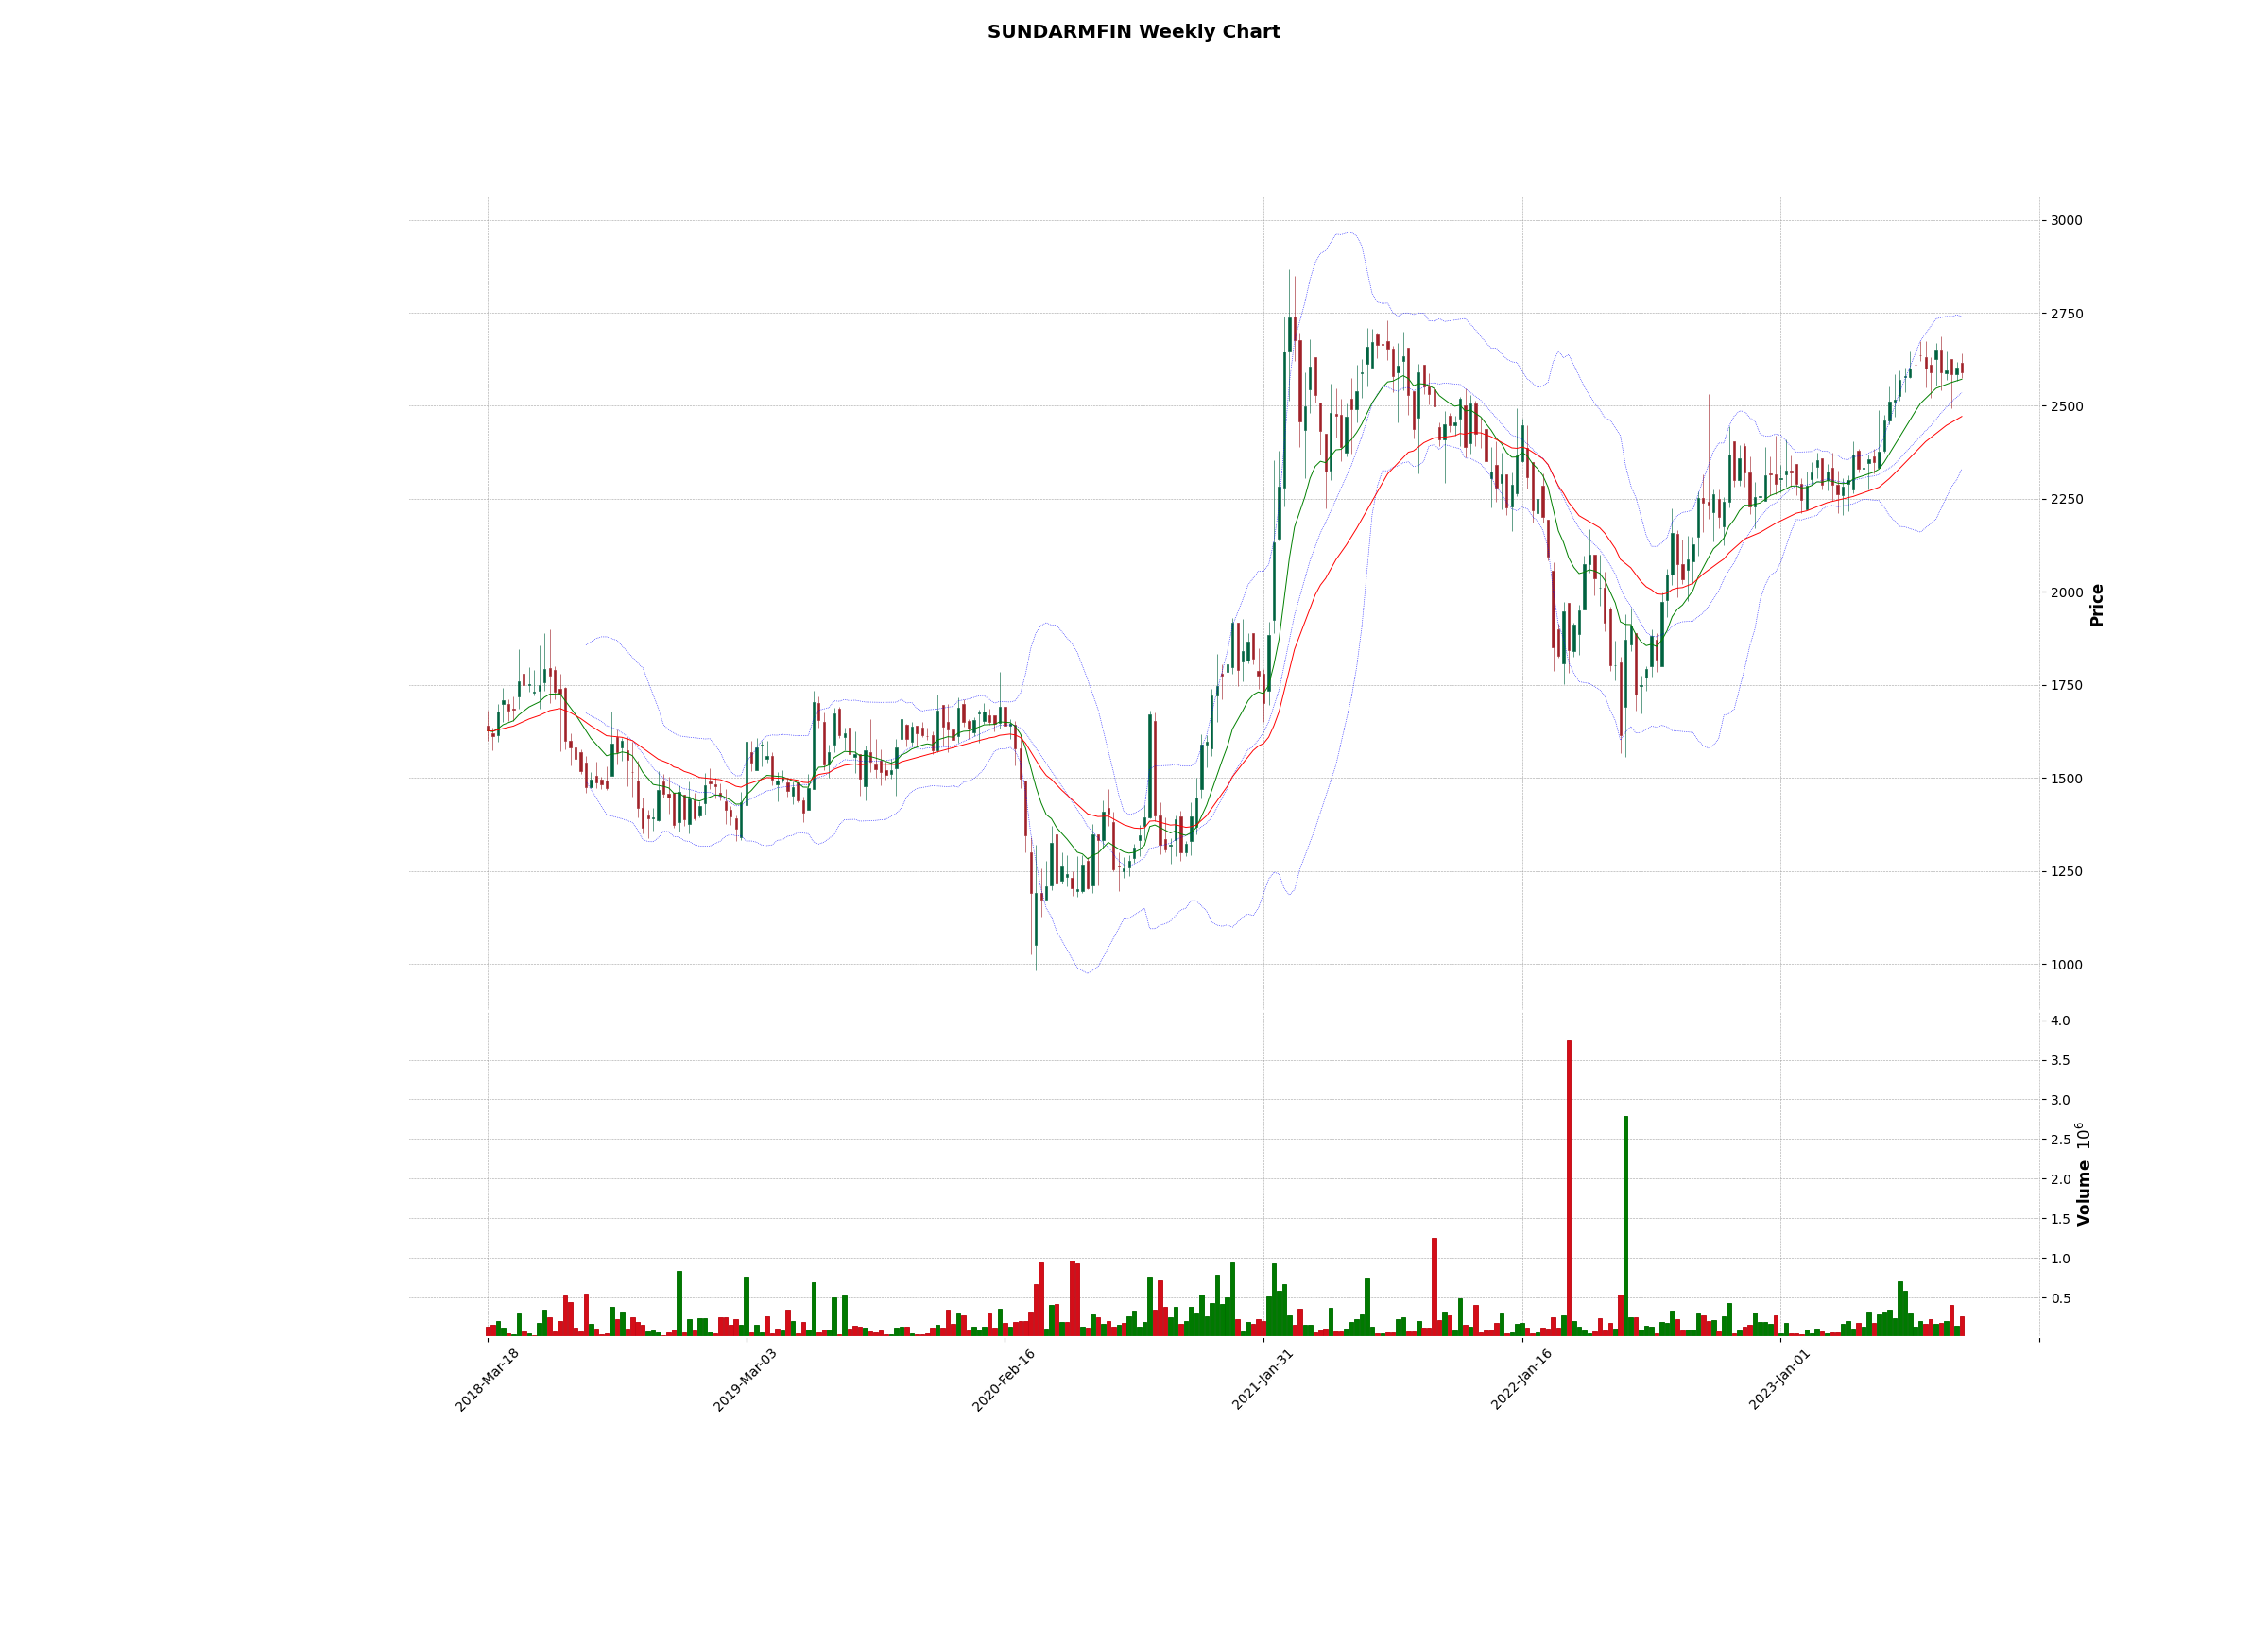 SUNDARMFIN Weekly Chart
3000
2750
2500
2250
2000
1750
1500
1250
1000
Price
4.0
3.5
3.0
2.5
2.0
1.5
1.0
0.5
Volume 10⁶
2018-Mar-18
2019-Mar-03
2020-Feb-16
2021-Jan-31
2022-Jan-16
2023-Jan-01